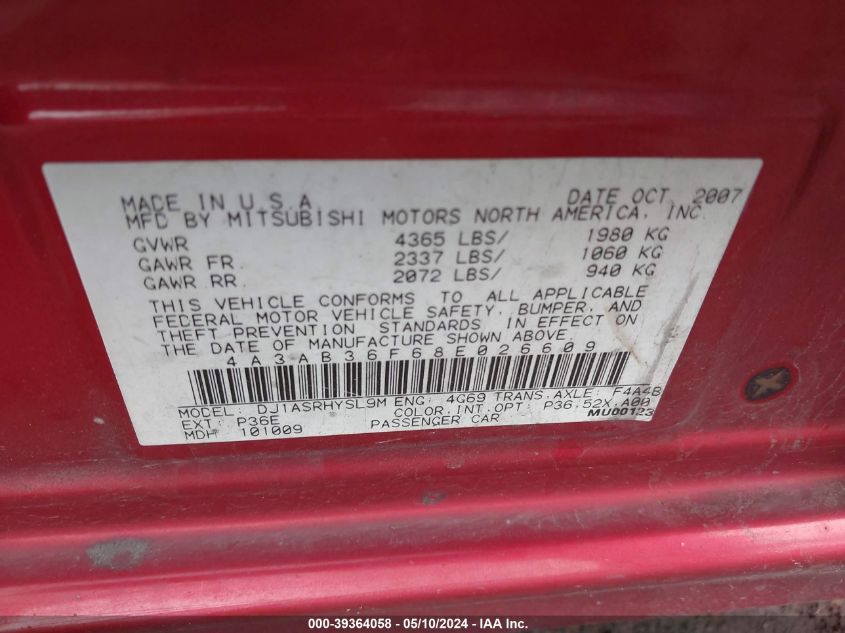 MADE IN U.S.A. DATE OCT 2007
MFD BY MITSUBISHI MOTORS NORTH AMERICA, INC.
GVWR 4365 LBS/ 1980 KG
GAWR FR. 2337 LBS/ 1060 KG
GAWR RR. 2072 LBS/ 940 KG
THIS VEHICLE CONFORMS TO ALL APPLICABLE
FEDERAL MOTOR VEHICLE SAFETY, BUMPER, AND
THEFT PREVENTION STANDARDS IN EFFECT ON
THE DATE OF MANUFACTURE SHOWN ABOVE.
4A3AB36F68E026609
MODEL: DJ1ASRHYSL9M ENG: 4G69 TRANS.AXLE: F4A4B
EXT: P36E COLOR.INT.OPT: P36.52X.A00
MDH 101009 PASSENGER CAR MU00123
000-39364058 - 05/10/2024 - IAA Inc.